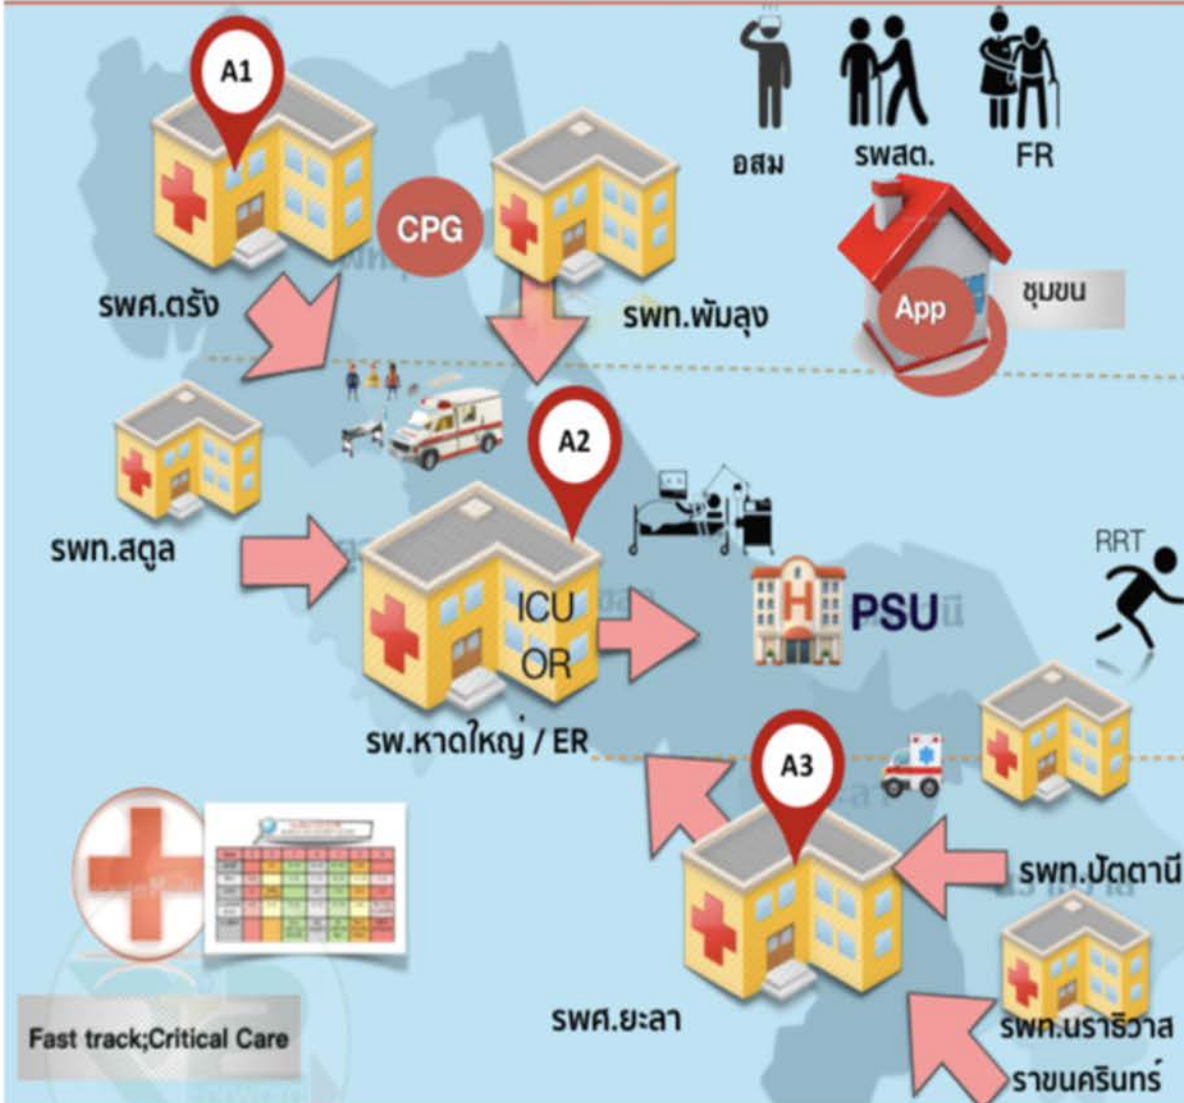 A1
อสม
รพสต.
FR
CPG
รพศ.ตรัง
รพท.พัมลุง
App
ชุมขน
A2
รพท.สตูล
ICU
OR
PSU
RRT
รพ.หาดใหญ่ / ER
A3
รพท.ปัตตานี
Fast track;Critical Care
รพศ.ยะลา
รพท.นราธิวาส
ราขนครินทร์